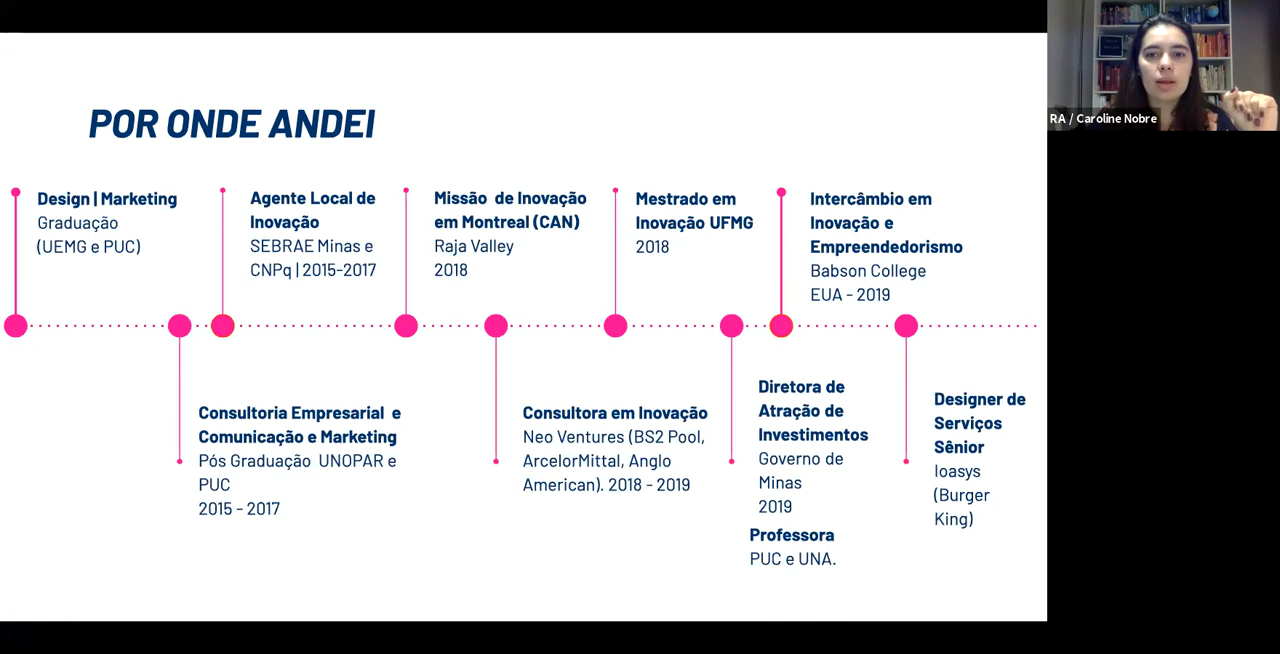 POR ONDE ANDEI
RA / Caroline Nobre
Design | Marketing
Graduação
(UEMG e PUC)
Agente Local de
Inovação
SEBRAE Minas e
CNPq | 2015-2017
Missão de Inovação
em Montreal (CAN)
Raja Valley
2018
Mestrado em
Inovação UFMG
2018
Intercâmbio em
Inovação e
Empreendedorismo
Babson College
EUA - 2019
Consultoria Empresarial e
Comunicação e Marketing
Pós Graduação UNOPAR e
PUC
2015 - 2017
Consultora em Inovação
Neo Ventures (BS2 Pool,
ArcelorMittal, Anglo
American). 2018 - 2019
Diretora de
Atração de
Investimentos
Governo de
Minas
2019
Professora
PUC e UNA.
Designer de
Serviços
Sênior
Ioasys
(Burger
King)